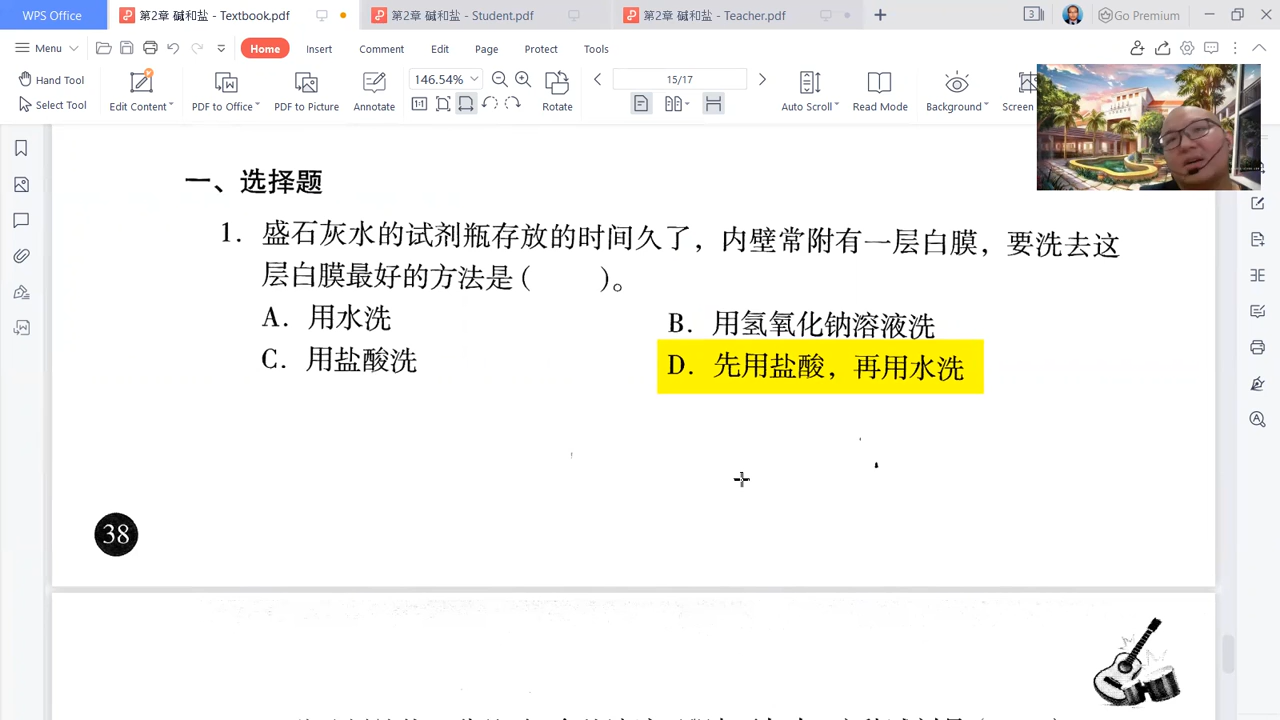 WPS Office
第2章 碱和盐 - Textbook.pdf
第2章 碱和盐 - Student.pdf
第2章 碱和盐 - Teacher.pdf
3
Go Premium
Menu
Home
Insert
Comment
Edit
Page
Protect
Tools
Hand Tool
Select Tool
Edit Content
PDF to Office
PDF to Picture
Annotate
146.54%
Rotate
15/17
Auto Scroll
Read Mode
Background
Screen
一、选择题
1. 盛石灰水的试剂瓶存放的时间久了，内壁常附有一层白膜，要洗去这
层白膜最好的方法是（ ）。
A. 用水洗
B. 用氢氧化钠溶液洗
C. 用盐酸洗
D. 先用盐酸，再用水洗
38